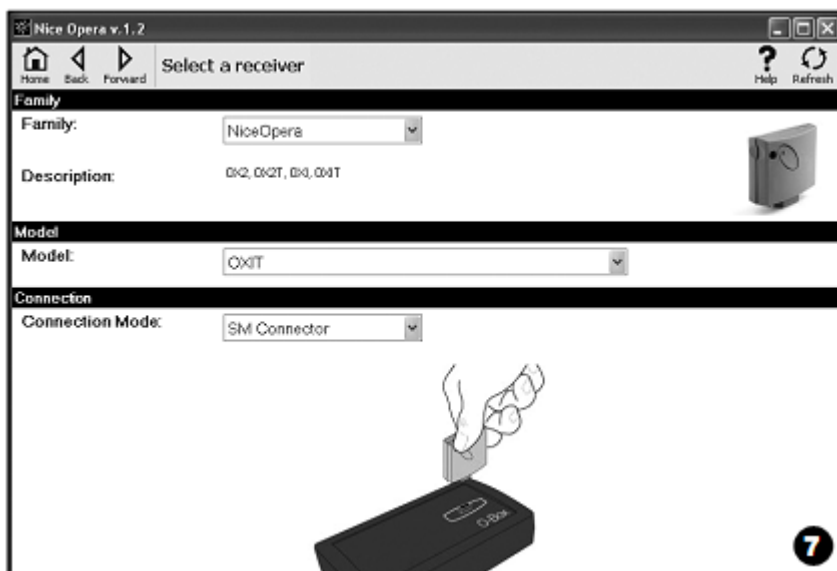 Nice Opera v.1.2
Home Back Forward Select a receiver Help Refresh
Family
Family: NiceOpera
Description: OX2, OX2T, OXI, OXIT
Model
Model: OXIT
Connection
Connection Mode: SM Connector
O-Box
7